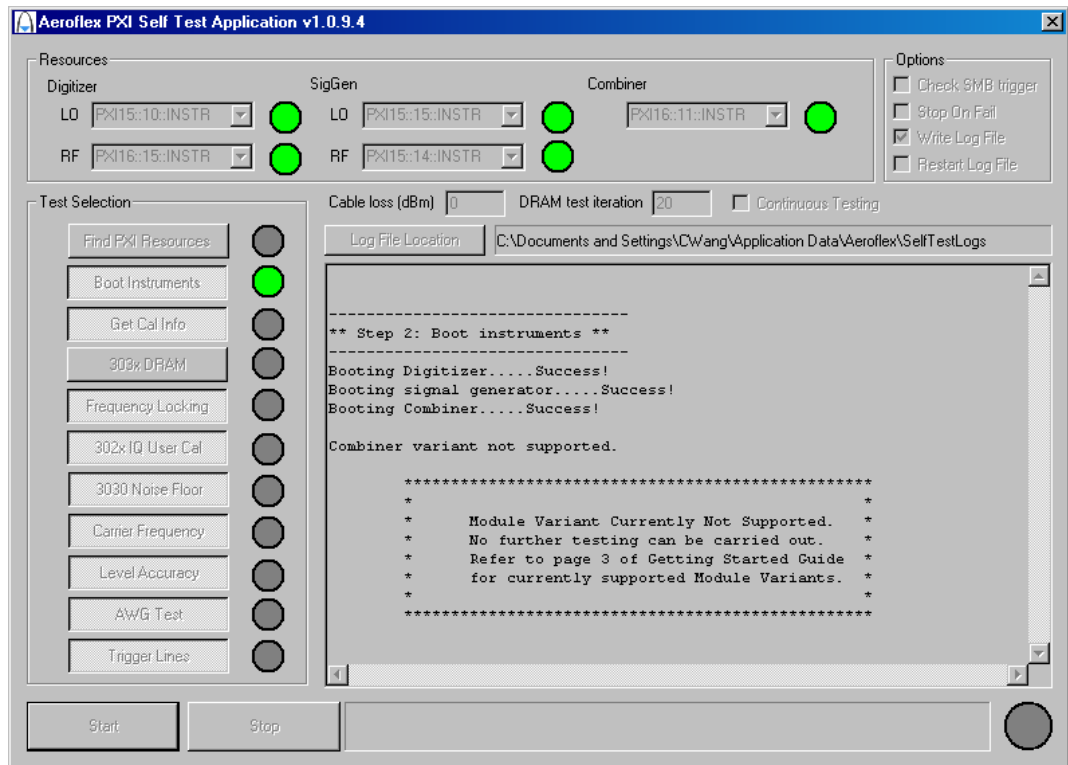 Aeroflex PXI Self Test Application v1.0.9.4
Resources
Digitizer
SigGen
Combiner
LO PXI15::10::INSTR
LO PXI15::15::INSTR
PXI16::11::INSTR
RF PXI16::15::INSTR
RF PXI15::14::INSTR
Options
Check SMB trigger
Stop On Fail
Write Log File
Restart Log File
Test Selection
Find PXI Resources
Boot Instruments
Get Cal Info
303x DRAM
Frequency Locking
302x IQ User Cal
3030 Noise Floor
Carrier Frequency
Level Accuracy
AWG Test
Trigger Lines
Cable loss (dBm) 0
DRAM test iteration 20
Continuous Testing
Log File Location
C:\Documents and Settings\CWang\Application Data\Aeroflex\SelfTestLogs
--------------------------------
** Step 2: Boot instruments **
--------------------------------
Booting Digitizer.....Success!
Booting signal generator.....Success!
Booting Combiner.....Success!
Combiner variant not supported.
**************************************************
* *
* Module Variant Currently Not Supported. *
* No further testing can be carried out. *
* Refer to page 3 of Getting Started Guide *
* for currently supported Module Variants. *
* *
**************************************************
Start
Stop